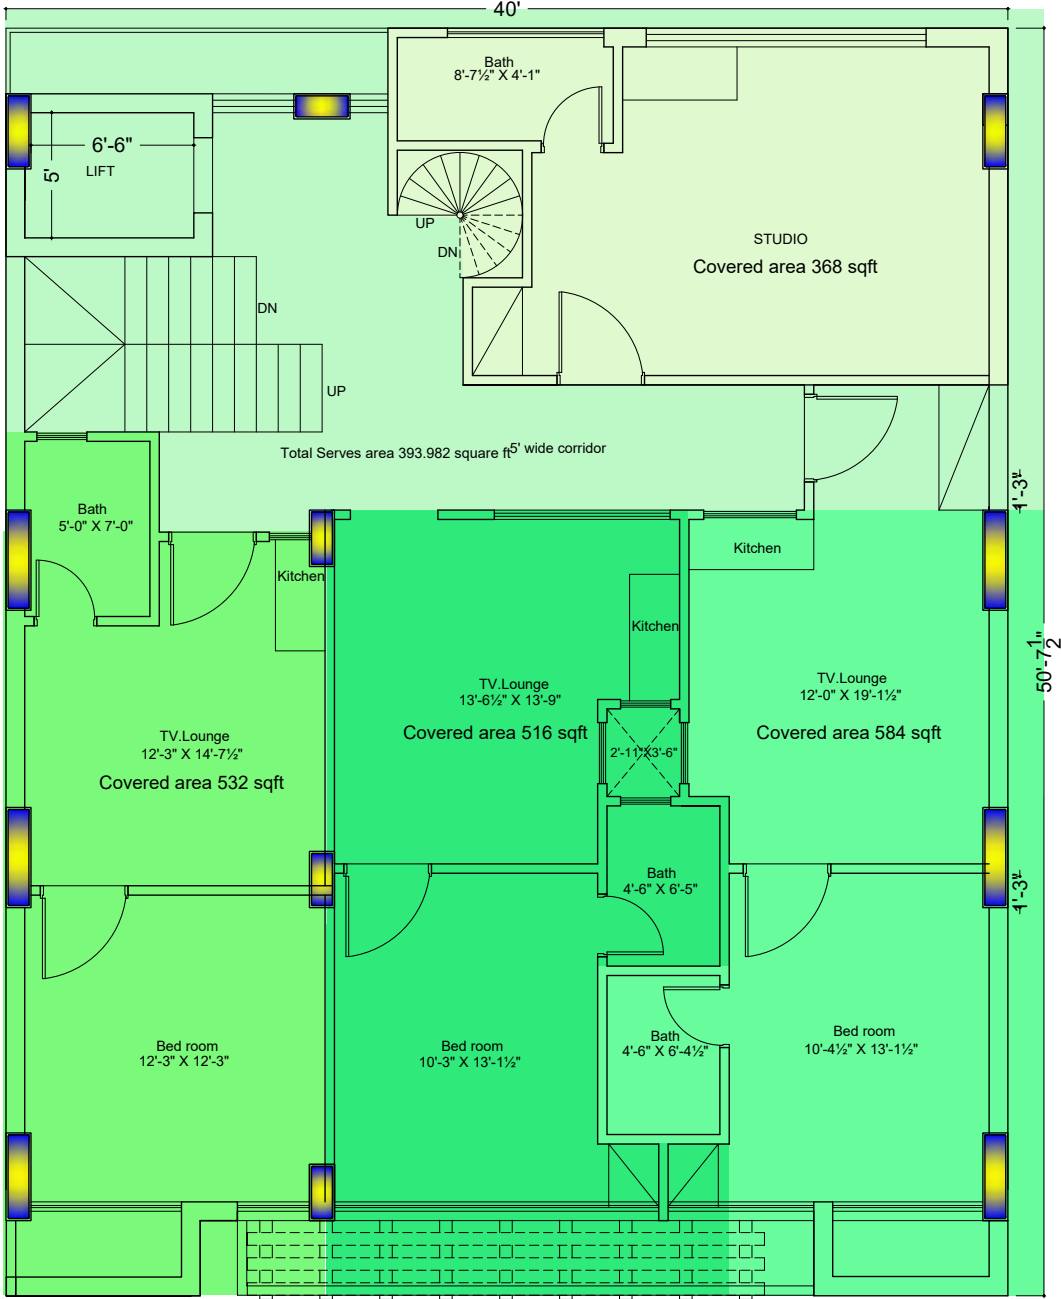 40'
Bath
8'-7½" X 4'-1"
6'-6"
5'
LIFT
UP
DN
STUDIO
Covered area 368 sqft
DN
UP
Total Serves area 393.982 square ft
5' wide corridor
1'-3"
Bath
5'-0" X 7'-0"
Kitchen
Kitchen
Kitchen
50'-7½"
TV.Lounge
12'-3" X 14'-7½"
Covered area 532 sqft
TV.Lounge
13'-6½" X 13'-9"
Covered area 516 sqft
TV.Lounge
12'-0" X 19'-1½"
Covered area 584 sqft
2'-11"X3'-6"
Bath
4'-6" X 6'-5"
1'-3"
Bed room
12'-3" X 12'-3"
Bed room
10'-3" X 13'-1½"
Bath
4'-6" X 6'-4½"
Bed room
10'-4½" X 13'-1½"